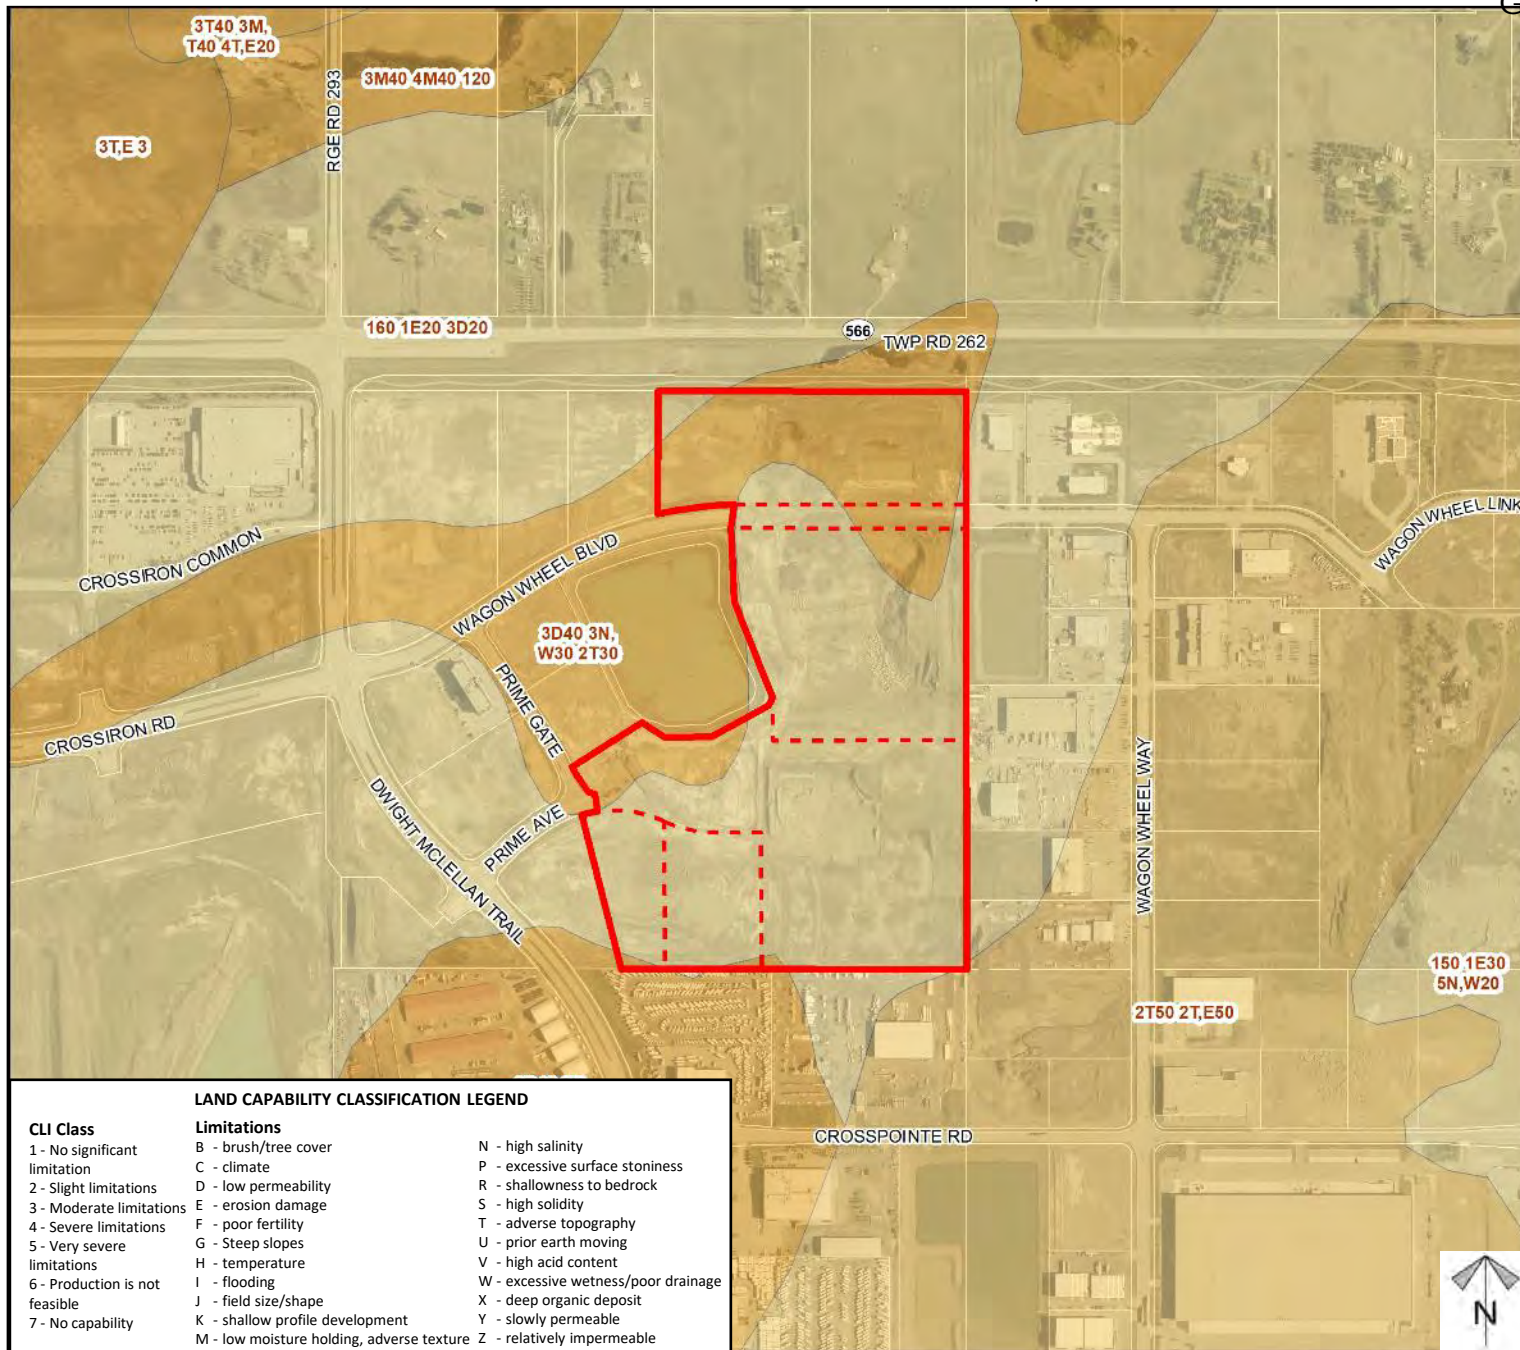 3T40 3M,
T40 4T,E20
3M40 4M40 120
3T,E 3
RGE RD 293
160 1E20 3D20
566
TWP RD 262
WAGON WHEEL LINK
CROSSIRON COMMON
WAGON WHEEL BLVD
3D40 3N,
W30 2T30
PRIME GATE
CROSSIRON RD
DWIGHT MCLELLAN TRAIL
PRIME AVE
WAGON WHEEL WAY
150 1E30
5N,W20
2T50 2T,E50
CROSSPOINTE RD
LAND CAPABILITY CLASSIFICATION LEGEND
CLI Class
1 - No significant
limitation
2 - Slight limitations
3 - Moderate limitations
4 - Severe limitations
5 - Very severe
limitations
6 - Production is not
feasible
7 - No capability
Limitations
B - brush/tree cover
C - climate
D - low permeability
E - erosion damage
F - poor fertility
G - Steep slopes
H - temperature
I - flooding
J - field size/shape
K - shallow profile development
M - low moisture holding, adverse texture
N - high salinity
P - excessive surface stoniness
R - shallowness to bedrock
S - high solidity
T - adverse topography
U - prior earth moving
V - high acid content
W - excessive wetness/poor drainage
X - deep organic deposit
Y - slowly permeable
Z - relatively impermeable
N